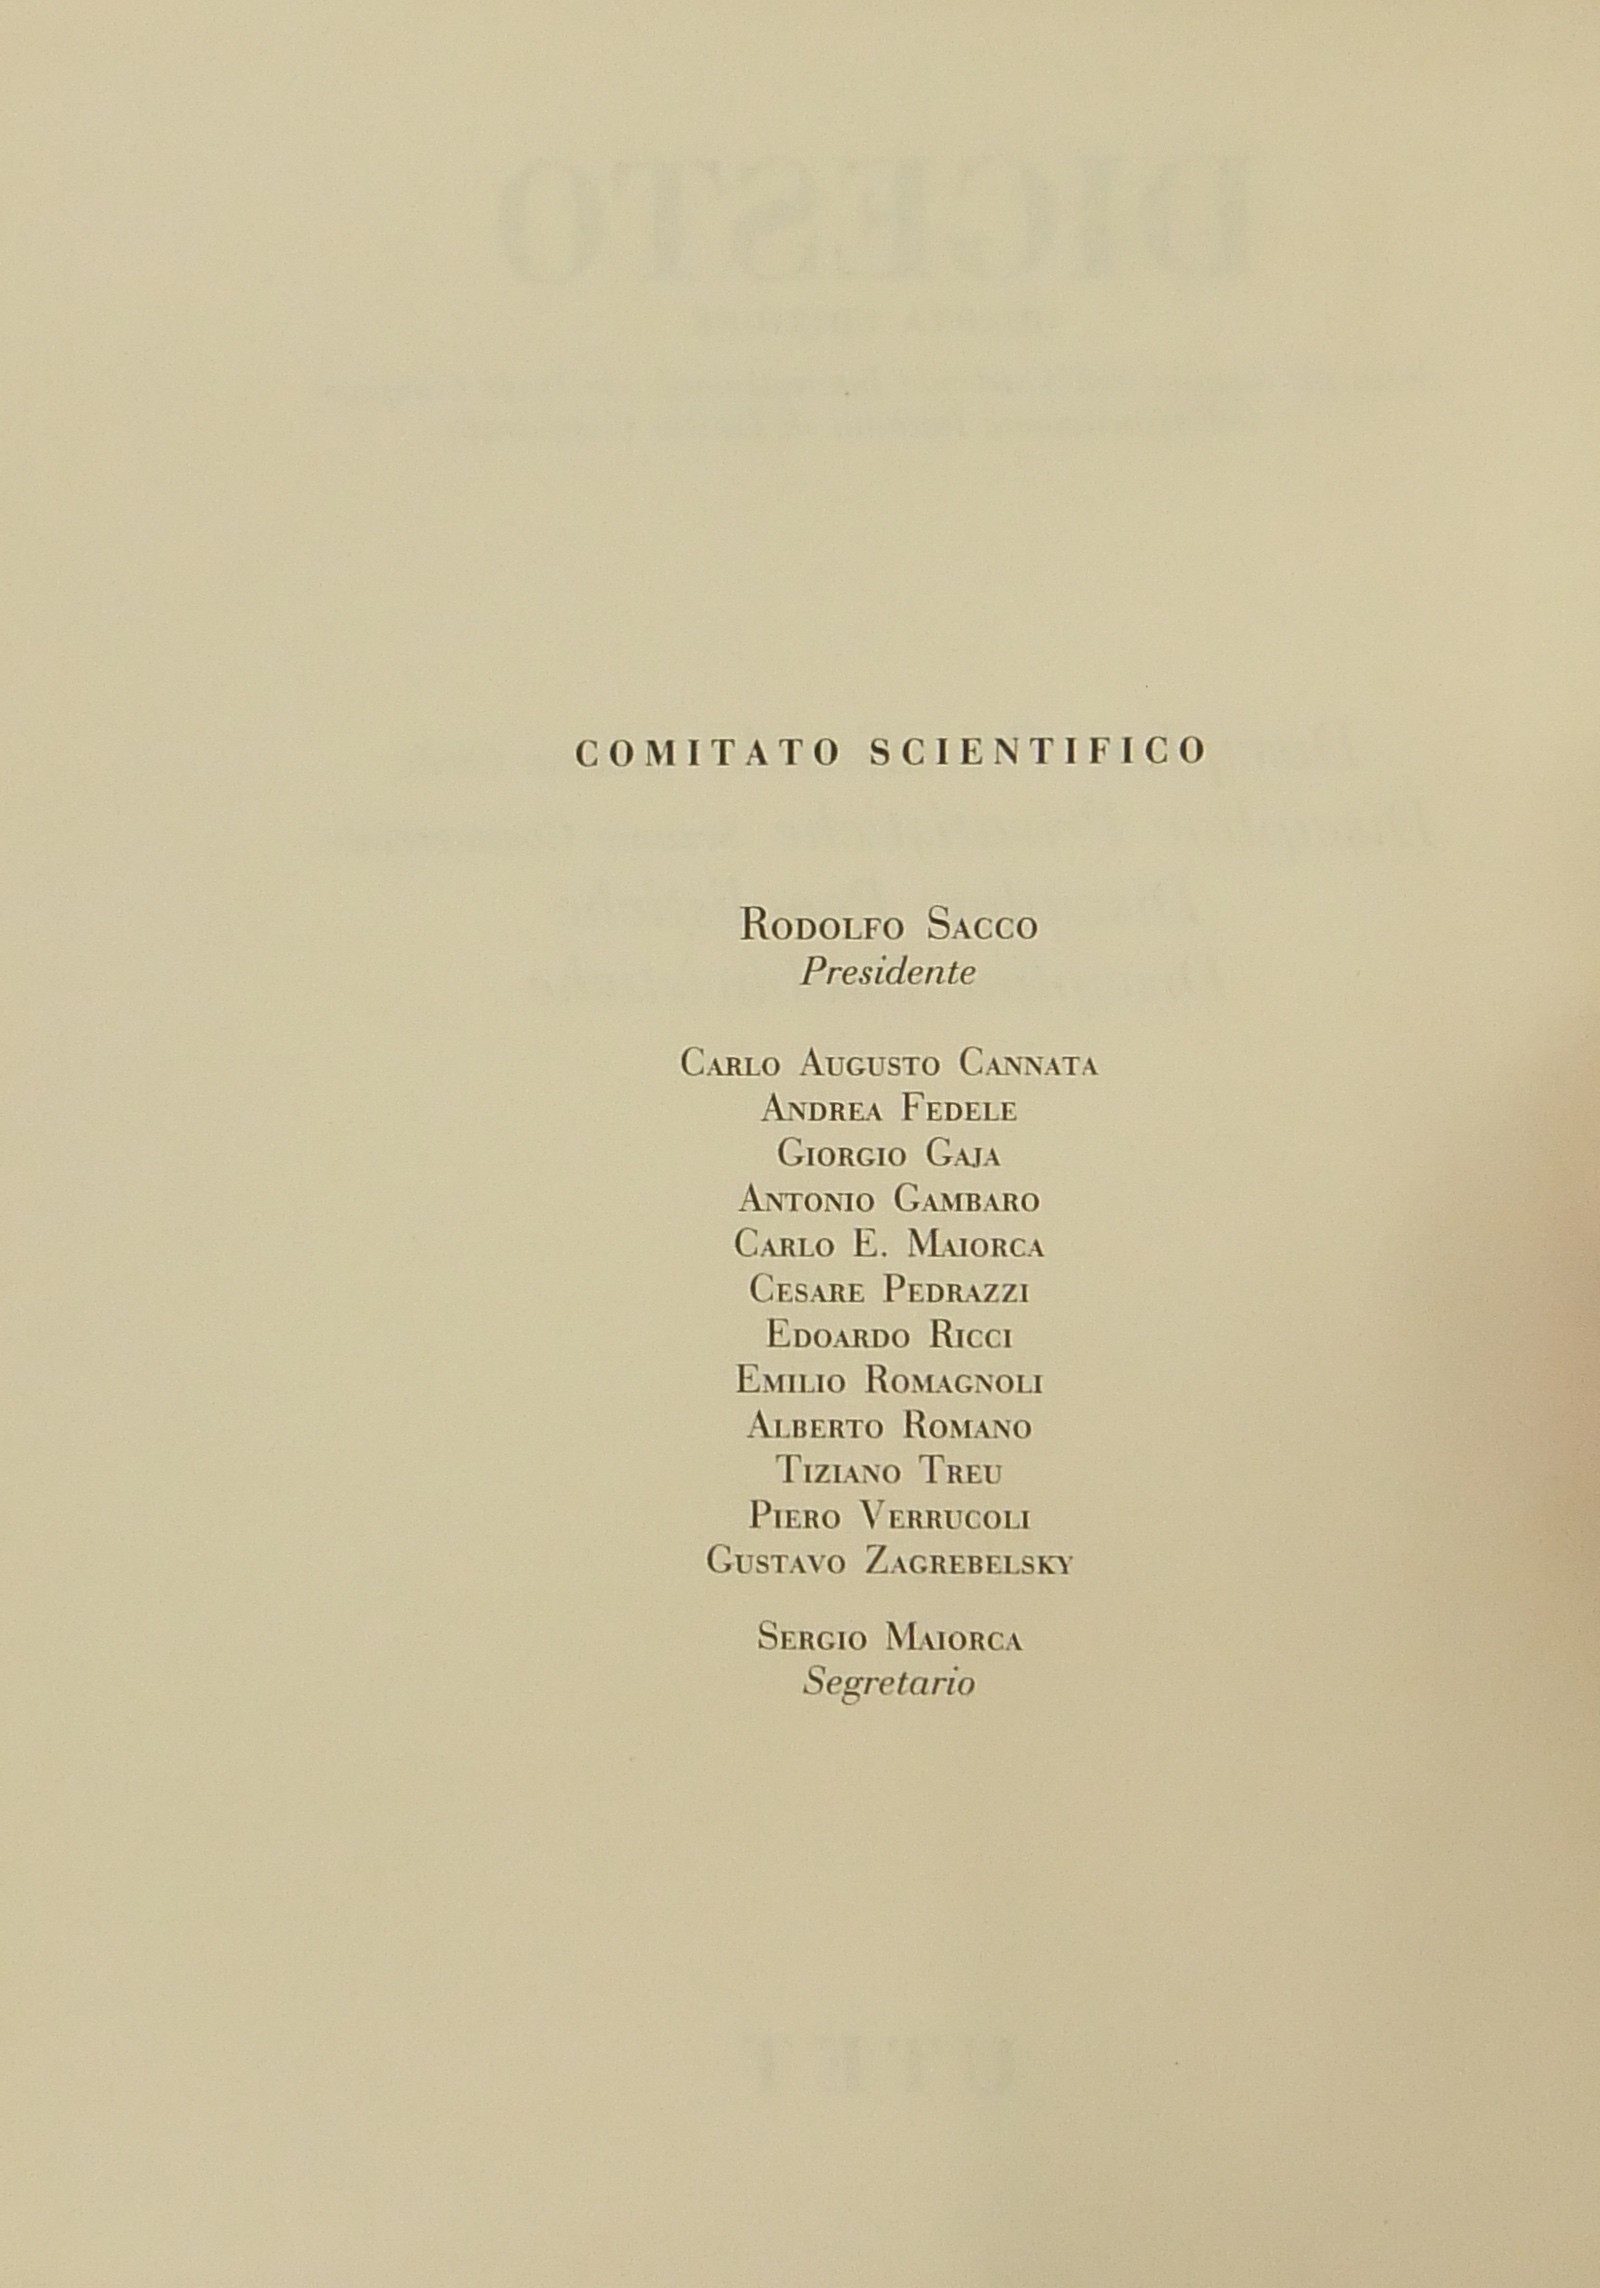 COMITATO SCIENTIFICO
RODOLFO SACCO
Presidente
CARLO AUGUSTO CANNATA
ANDREA FEDELE
GIORGIO GAJA
ANTONIO GAMBARO
CARLO E. MAIORCA
CESARE PEDRAZZI
EDOARDO RICCI
EMILIO ROMAGNOLI
ALBERTO ROMANO
TIZIANO TREU
PIERO VERRUCOLI
GUSTAVO ZAGREBELSKY
SERGIO MAIORCA
Segretario